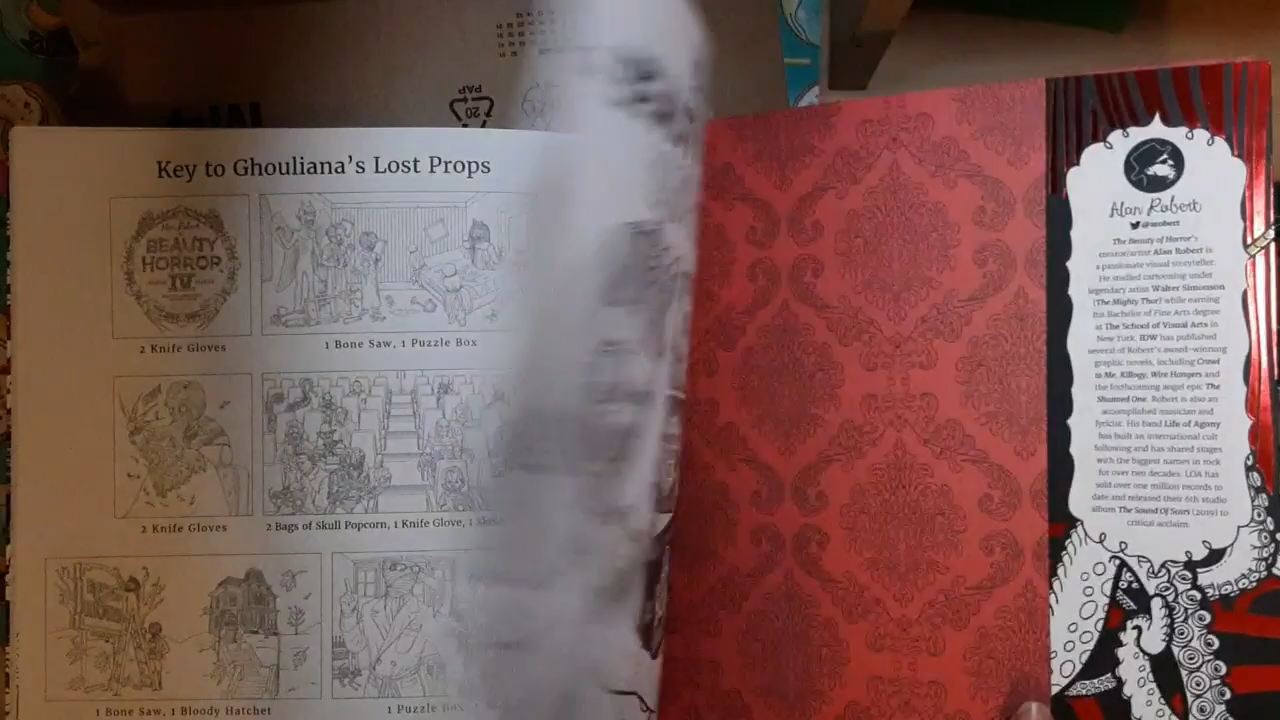 20
PAP
Key to Ghouliana's Lost Props
BEAUTY
HORROR
IV
2 Knife Gloves
1 Bone Saw, 1 Puzzle Box
2 Knife Gloves
2 Bags of Skull Popcorn, 1 Knife Glove, 1
1 Bone Saw, 1 Bloody Hatchet
1 Puzzle Box
Alan Robert
@arobert
The Beauty of Horror's
creator/artist Alan Robert is
a passionate visual storyteller.
He studied cartooning under
legendary artist Walter Simonson
(The Mighty Thor) while earning
his Bachelor of Fine Arts degree
at The School of Visual Arts in
New York. IDW has published
several of Robert's award-winning
graphic novels, including Crawl
to Me, Killogy, Wire Hangers and
the forthcoming angel epic The
Shunned One. Robert is also an
accomplished musician and
lyricist. His band Life of Agony
has built an international cult
following and has shared stages
with the biggest names in rock
for over two decades. LOA has
sold over one million records to
date and released their 6th studio
album The Sound Of Scars (2019) to
critical acclaim.